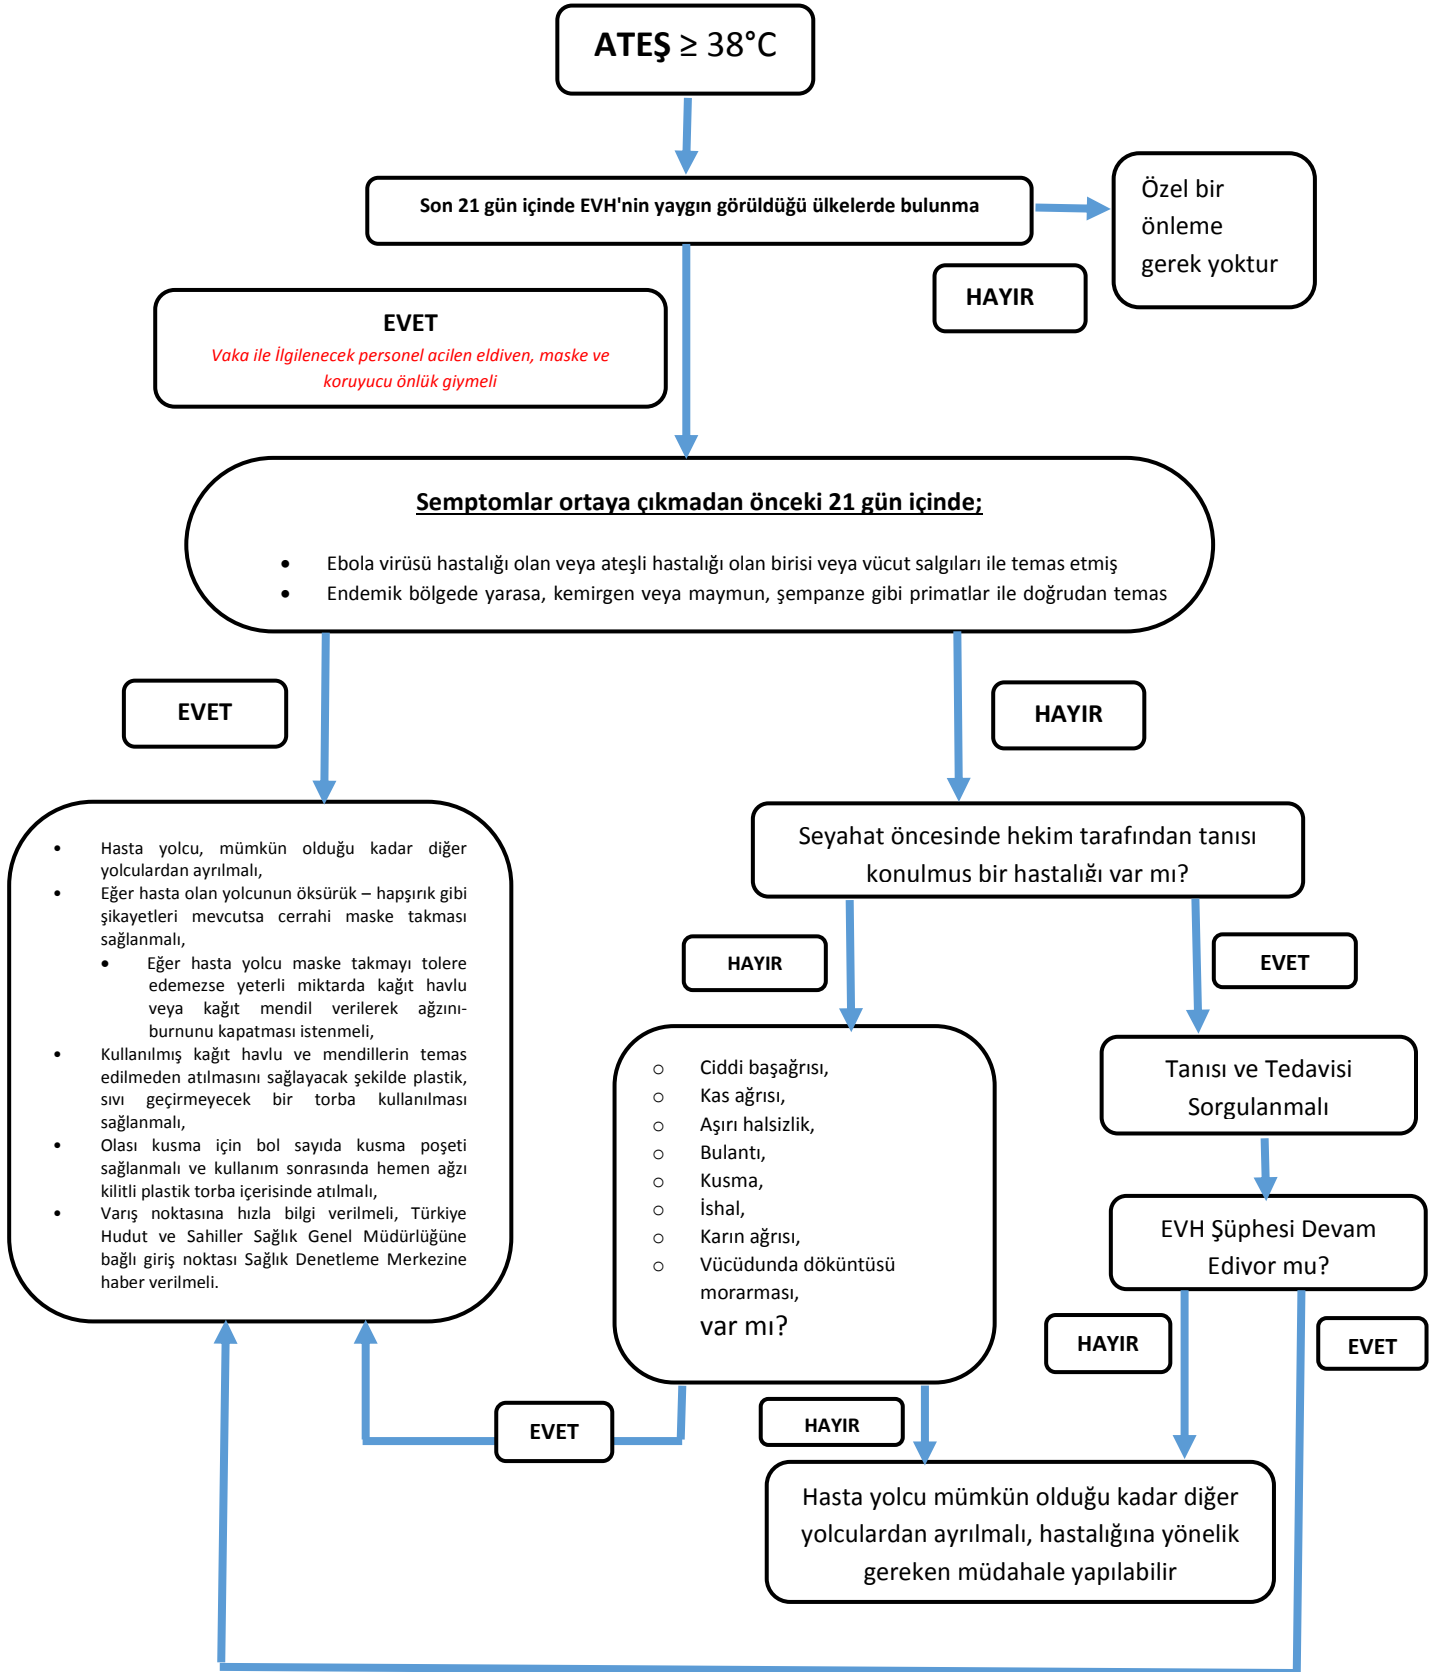 ATEŞ ≥ 38°C
Son 21 gün içinde EVH'nin yaygın görüldüğü ülkelerde bulunma
Özel bir
önleme
gerek yoktur
HAYIR
EVET
Vaka ile İlgilenecek personel acilen eldiven, maske ve
koruyucu önlük giymeli
Semptomlar ortaya çıkmadan önceki 21 gün içinde;
• Ebola virüsü hastalığı olan veya ateşli hastalığı olan birisi veya vücut salgıları ile temas etmiş
• Endemik bölgede yarasa, kemirgen veya maymun, şempanze gibi primatlar ile doğrudan temas
EVET
HAYIR
• Hasta yolcu, mümkün olduğu kadar diğer
yolculardan ayrılmalı,
• Eğer hasta olan yolcunun öksürük – hapşırık gibi
şikayetleri mevcutsa cerrahi maske takması
sağlanmalı,
• Eğer hasta yolcu maske takmayı tolere
edemezse yeterli miktarda kağıt havlu
veya kağıt mendil verilerek ağzını-
burnunu kapatması istenmeli,
• Kullanılmış kağıt havlu ve mendillerin temas
edilmeden atılmasını sağlayacak şekilde plastik,
sıvı geçirmeyecek bir torba kullanılması
sağlanmalı,
• Olası kusma için bol sayıda kusma poşeti
sağlanmalı ve kullanım sonrasında hemen ağzı
kilitli plastik torba içerisinde atılmalı,
• Varış noktasına hızla bilgi verilmeli, Türkiye
Hudut ve Sahiller Sağlık Genel Müdürlüğüne
bağlı giriş noktası Sağlık Denetleme Merkezine
haber verilmeli.
Seyahat öncesinde hekim tarafından tanısı
konulmuş bir hastalığı var mı?
HAYIR
EVET
o Ciddi başağrısı,
o Kas ağrısı,
o Aşırı halsizlik,
o Bulantı,
o Kusma,
o İshal,
o Karın ağrısı,
o Vücüdunda döküntüsü
morarması,
var mı?
Tanısı ve Tedavisi
Sorgulanmalı
EVH Şüphesi Devam
Ediyor mu?
HAYIR
EVET
EVET
HAYIR
Hasta yolcu mümkün olduğu kadar diğer
yolculardan ayrılmalı, hastalığına yönelik
gereken müdahale yapılabilir